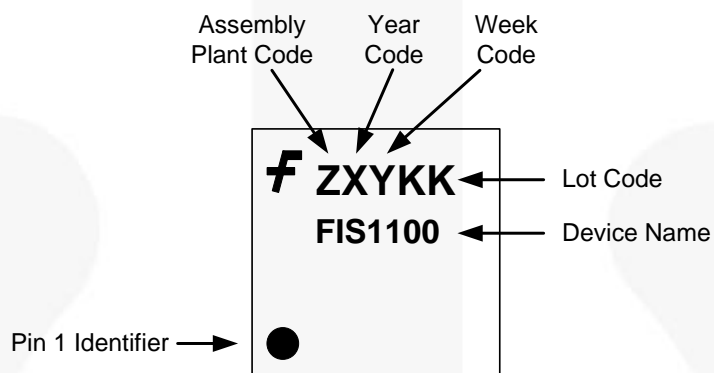 Assembly
Plant Code
Year
Code
Week
Code
ZXYKK
Lot Code
FIS1100
Device Name
Pin 1 Identifier